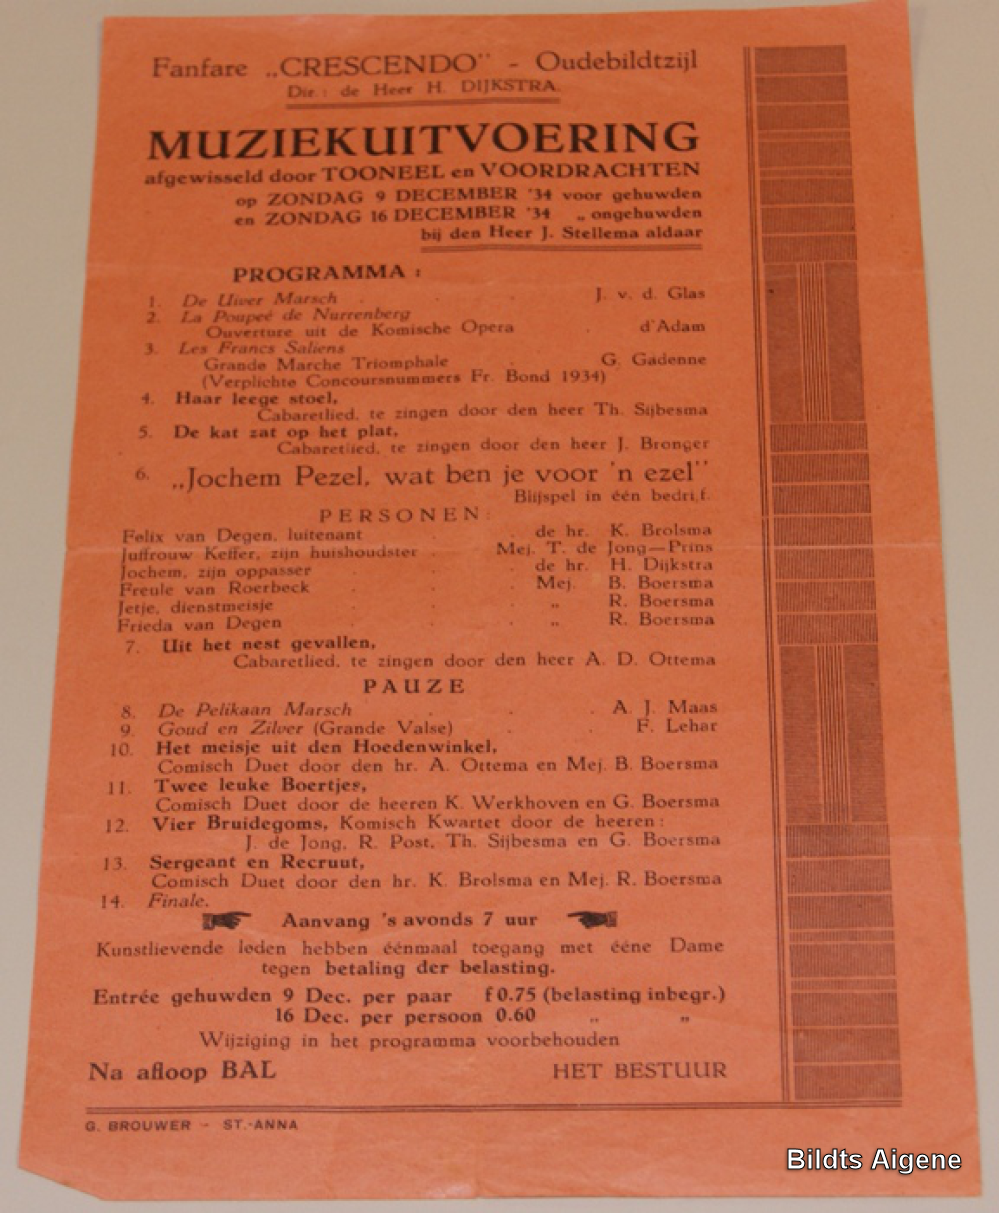 Fanfare „CRESCENDO" - Oudebildtzijl
Dir.: de Heer H. DIJKSTRA.
MUZIEKUITVOERING
afgewisseld door TOONEEL en VOORDRACHTEN
op ZONDAG 9 DECEMBER '34 voor gehuwden
en ZONDAG 16 DECEMBER '34 „ ongehuwden
bij den Heer J. Stellema aldaar
PROGRAMMA :
1. De Uiver Marsch . . . J. v. d. Glas
2. La Poupeé de Nurrenberg
Ouverture uit de Komische Opera . d'Adam
3. Les Francs Saliens
Grande Marche Triomphale . G. Gadenne
(Verplichte Concoursnummers Fr. Bond 1934)
4. Haar leege stoel,
Cabaretlied, te zingen door den heer Th. Sijbesma
5. De kat zat op het plat,
Cabaretlied, te zingen door den heer J. Bronger
6. „Jochem Pezel, wat ben je voor 'n ezel"
Blijspel in één bedrijf.
PERSONEN:
Felix van Degen, luitenant . . de hr. K. Brolsma
Juffrouw Keffer, zijn huishoudster . Mej. T. de Jong—Prins
Jochem, zijn oppasser . . . de hr. H. Dijkstra
Freule van Roerbeck . . . Mej. B. Boersma
Jetje, dienstmeisje . . . „ R. Boersma
Frieda van Degen . . . „ R. Boersma
7. Uit het nest gevallen,
Cabaretlied, te zingen door den heer A. D. Ottema
PAUZE
8. De Pelikaan Marsch . . . A. J. Maas
9. Goud en Zilver (Grande Valse) . . F. Lehar
10. Het meisje uit den Hoedenwinkel,
Comisch Duet door den hr. A. Ottema en Mej. B. Boersma
11. Twee leuke Boertjes,
Comisch Duet door de heeren K. Werkhoven en G. Boersma
12. Vier Bruidegoms, Komisch Kwartet door de heeren:
J. de Jong, R. Post, Th. Sijbesma en G. Boersma
13. Sergeant en Recruut,
Comisch Duet door den hr. K. Brolsma en Mej. R. Boersma
14. Finale.
Aanvang 's avonds 7 uur
Kunstlievende leden hebben éénmaal toegang met ééne Dame
tegen betaling der belasting.
Entrée gehuwden 9 Dec. per paar f 0.75 (belasting inbegr.)
16 Dec. per persoon 0.60 „ „
Wijziging in het programma voorbehouden
Na afloop BAL HET BESTUUR
G. BROUWER - ST.-ANNA
Bildts Aigene